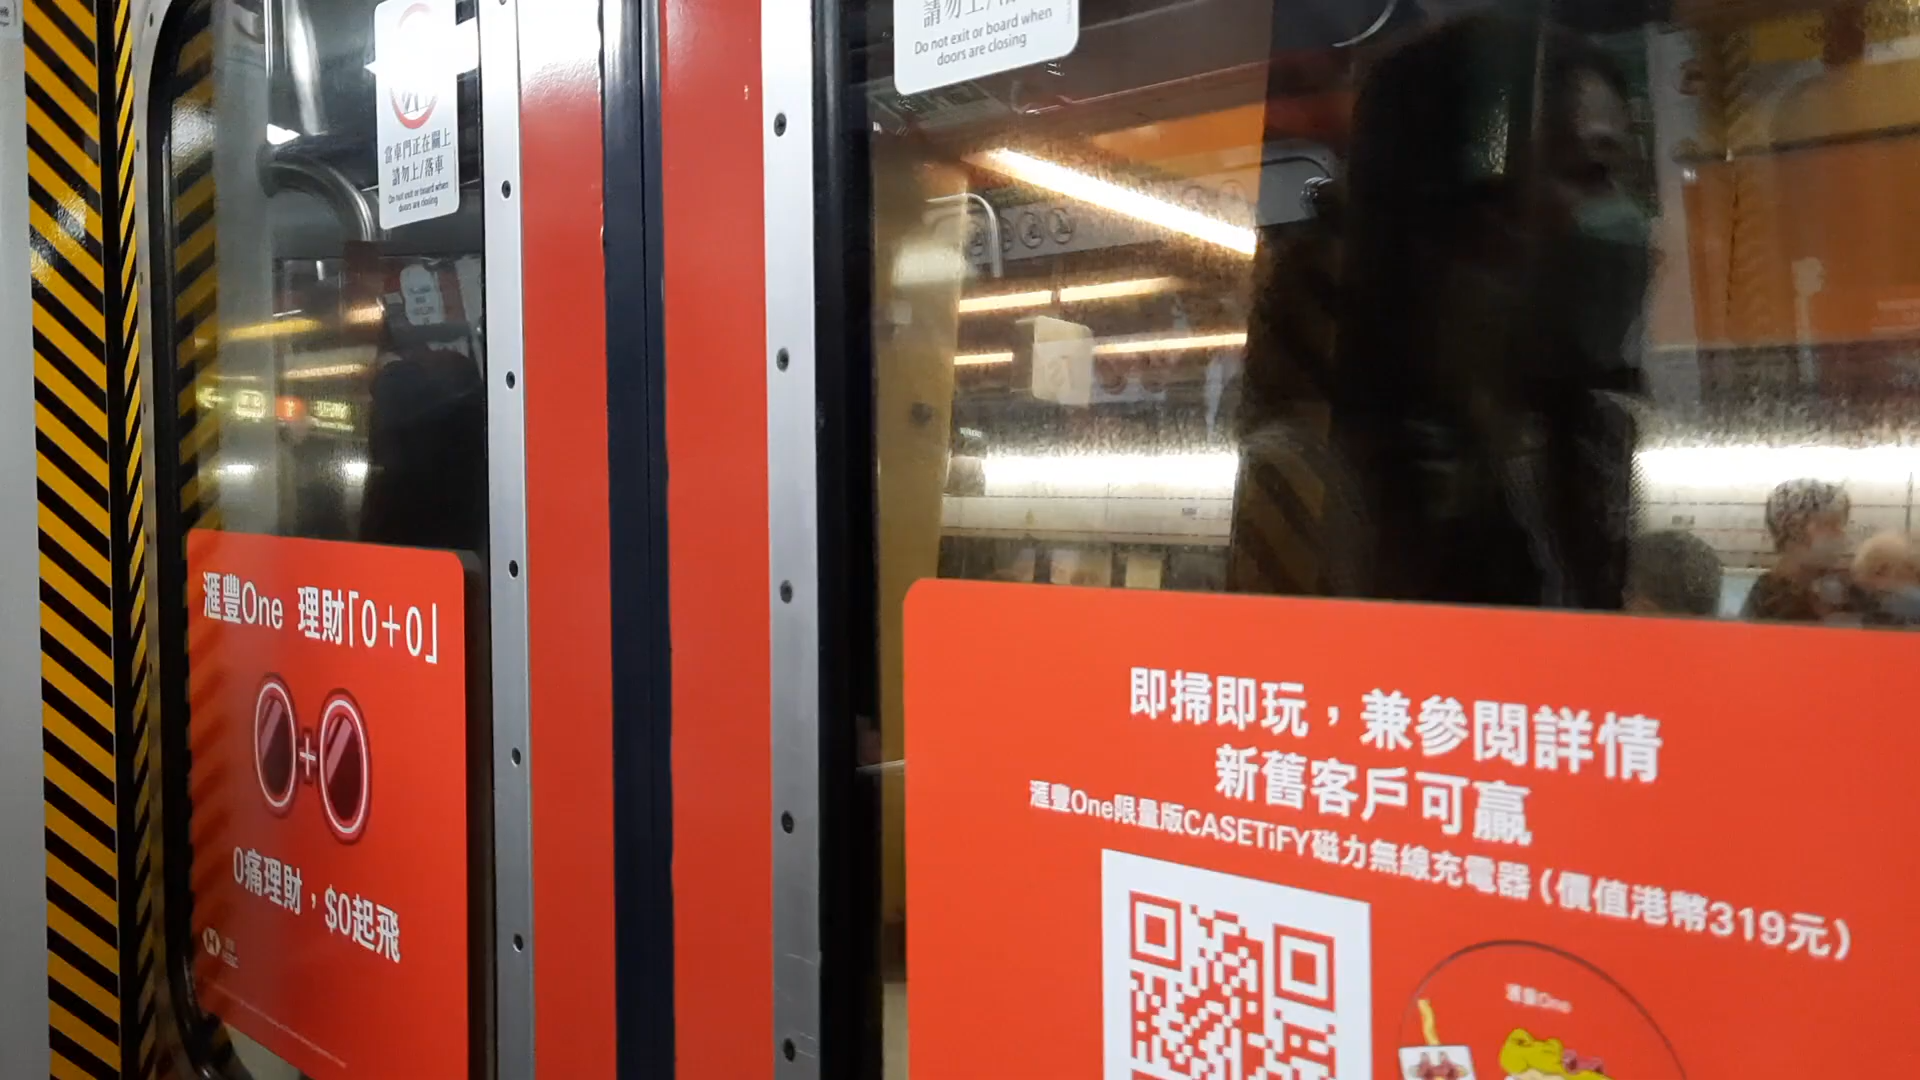 當車門正在關上
請勿上/落車
Do not exit or board when
doors are closing
滙豐One 理財「0+0」
+
0痛理財，$0起飛
請勿上/落車
Do not exit or board when
doors are closing
即掃即玩，兼參閱詳情
新舊客戶可贏
滙豐One限量版CASETiFY磁力無線充電器（價值港幣319元）
滙豐One